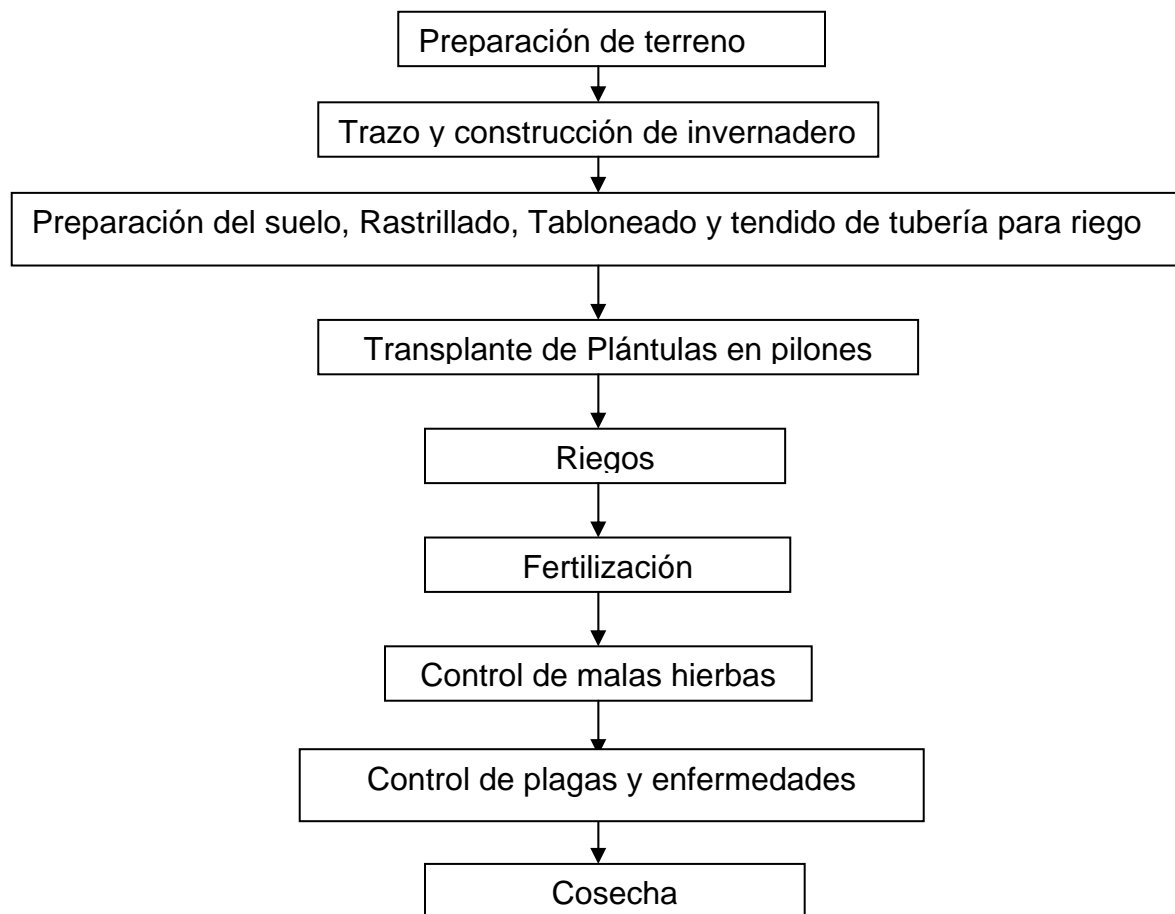 Preparación de terreno
Trazo y construcción de invernadero
Preparación del suelo, Rastrillado, Tabloneado y tendido de tubería para riego
Transplante de Plántulas en pilones
Riegos
Fertilización
Control de malas hierbas
Control de plagas y enfermedades
Cosecha